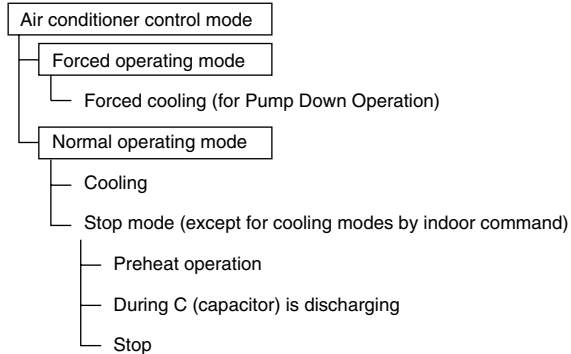 Air conditioner control mode
Forced operating mode
Forced cooling (for Pump Down Operation)
Normal operating mode
Cooling
Stop mode (except for cooling modes by indoor command)
Preheat operation
During C (capacitor) is discharging
Stop